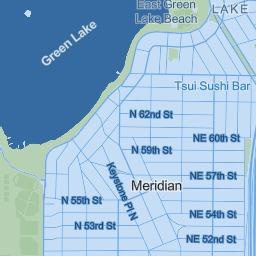 East Green
Lake Beach
LAKE
Green Lake
Tsui Sushi Bar
N 62nd St
NE 60th St
N 59th St
Keystone Pl N
NE 57th St
Meridian
N 55th St
NE 54th St
N 53rd St
NE 52nd St